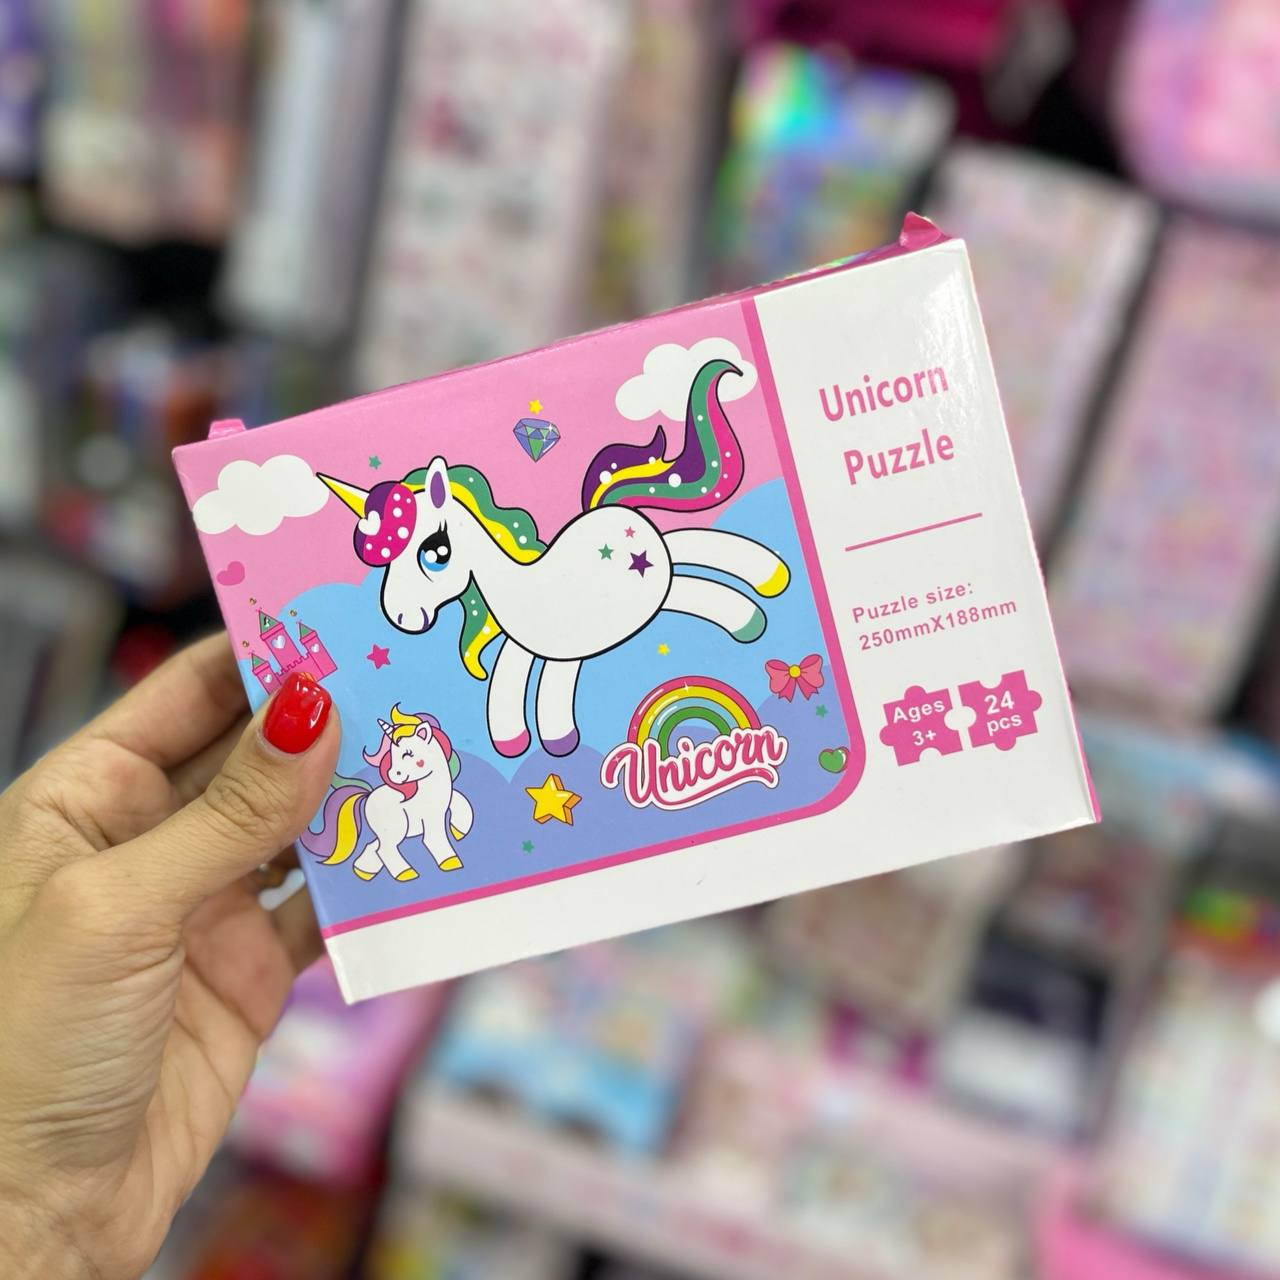 Unicorn
Puzzle
Puzzle size:
250mmX188mm
Ages
3+
24
pcs
Unicorn